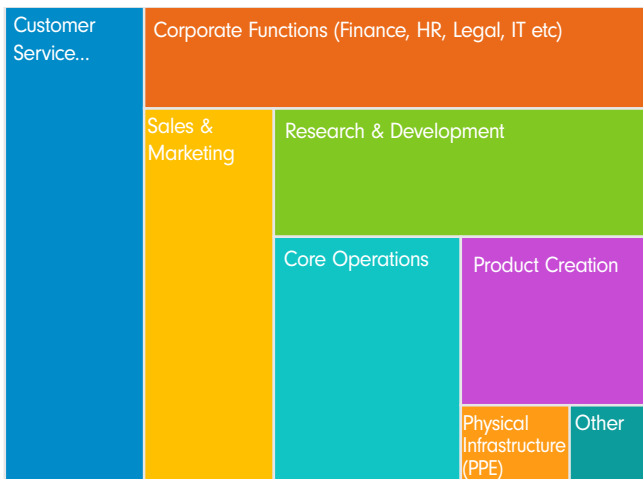 Customer
Service...
Corporate Functions (Finance, HR, Legal, IT etc)
Sales &
Marketing
Research & Development
Core Operations
Product Creation
Physical
Infrastructure
(PPE)
Other